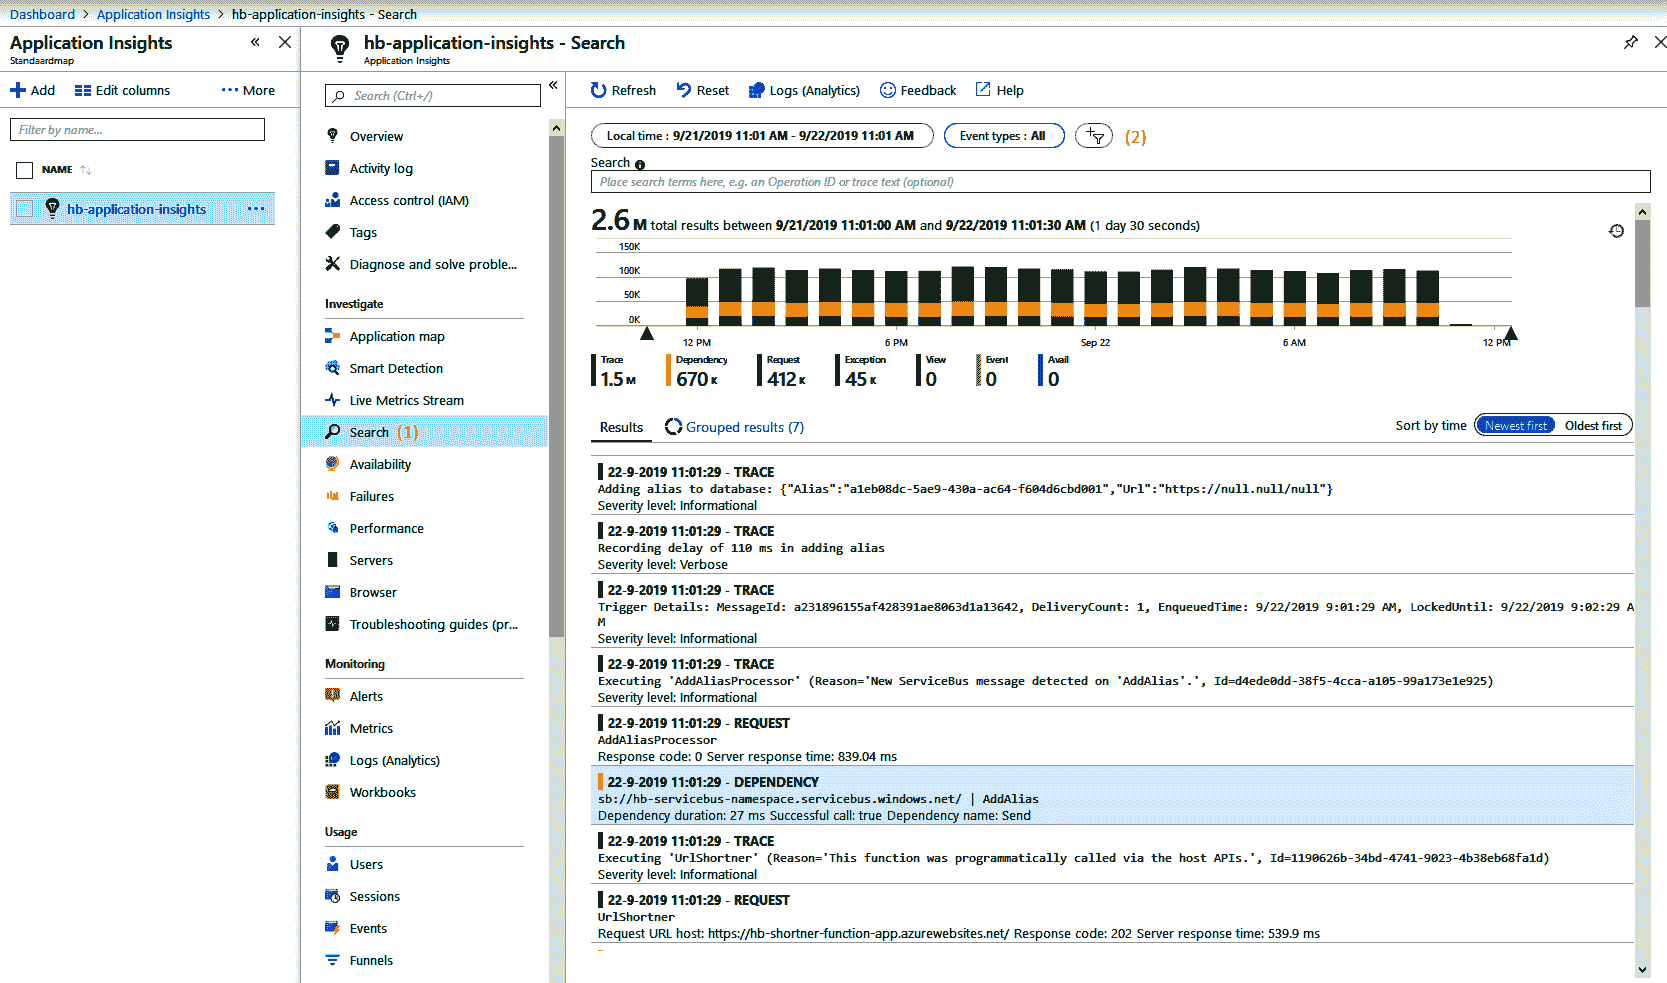 Dashboard > Application Insights > hb-application-insights - Search
Application Insights
Standaardmap
Add Edit columns More
Filter by name...
NAME
hb-application-insights
hb-application-insights - Search
Application Insights
Search (Ctrl+/)
Overview
Activity log
Access control (IAM)
Tags
Diagnose and solve proble...
Investigate
Application map
Smart Detection
Live Metrics Stream
Search (1)
Availability
Failures
Performance
Servers
Browser
Troubleshooting guides (pr...
Monitoring
Alerts
Metrics
Logs (Analytics)
Workbooks
Usage
Users
Sessions
Events
Funnels
Refresh Reset Logs (Analytics) Feedback Help
Local time : 9/21/2019 11:01 AM - 9/22/2019 11:01 AM Event types : All (2)
Search
Place search terms here, e.g. an Operation ID or trace text (optional)
2.6 M total results between 9/21/2019 11:01:00 AM and 9/22/2019 11:01:30 AM (1 day 30 seconds)
150K
100K
50K
0K
12 PM 6 PM Sep 22 6 AM 12 PM
Trace Dependency Request Exception View Event Avail
1.5 M 670 K 412 K 45 K 0 0 0
Results Grouped results (7) Sort by time Newest first Oldest first
22-9-2019 11:01:29 - TRACE
Adding alias to database: {"Alias":"a1eb08dc-5ae9-430a-ac64-f604d6cbd001","Url":"https://null.null/null"}
Severity level: Informational
22-9-2019 11:01:29 - TRACE
Recording delay of 110 ms in adding alias
Severity level: Verbose
22-9-2019 11:01:29 - TRACE
Trigger Details: MessageId: a231896155af428391ae8063d1a13642, DeliveryCount: 1, EnqueuedTime: 9/22/2019 9:01:29 AM, LockedUntil: 9/22/2019 9:02:29 A
M
Severity level: Informational
22-9-2019 11:01:29 - TRACE
Executing 'AddAliasProcessor' (Reason='New ServiceBus message detected on 'AddAlias'.', Id=d4ede0dd-38f5-4cca-a105-99a173e1e925)
Severity level: Informational
22-9-2019 11:01:29 - REQUEST
AddAliasProcessor
Response code: 0 Server response time: 839.04 ms
22-9-2019 11:01:29 - DEPENDENCY
sb://hb-servicebus-namespace.servicebus.windows.net/ | AddAlias
Dependency duration: 27 ms Successful call: true Dependency name: Send
22-9-2019 11:01:29 - TRACE
Executing 'UrlShortner' (Reason='This function was programmatically called via the host APIs.', Id=1190626b-34bd-4741-9023-4b38eb68fa1d)
Severity level: Informational
22-9-2019 11:01:29 - REQUEST
UrlShortner
Request URL host: https://hb-shortner-function-app.azurewebsites.net/ Response code: 202 Server response time: 539.9 ms